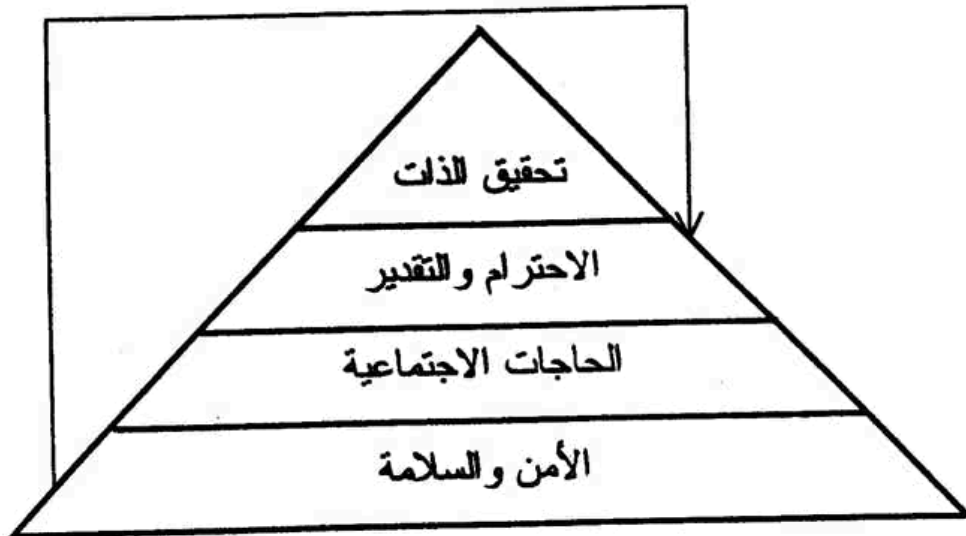 تحقيق الذات
الاحترام والتقدير
الحاجات الاجتماعية
الأمن والسلامة